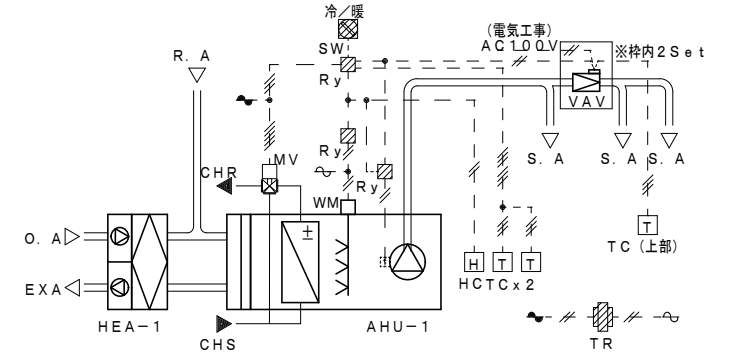 冷／暖
(電気工事)
AC100V
SW
R. A
※枠内2Set
Ry
VAV
Ry
MV
S. A
S. A
S. A
CHR
Ry
WM
T
O. A
±
TC(上部)
H
T
T
EXA
HC
TCx2
HEA-1
AHU-1
CHS
TR